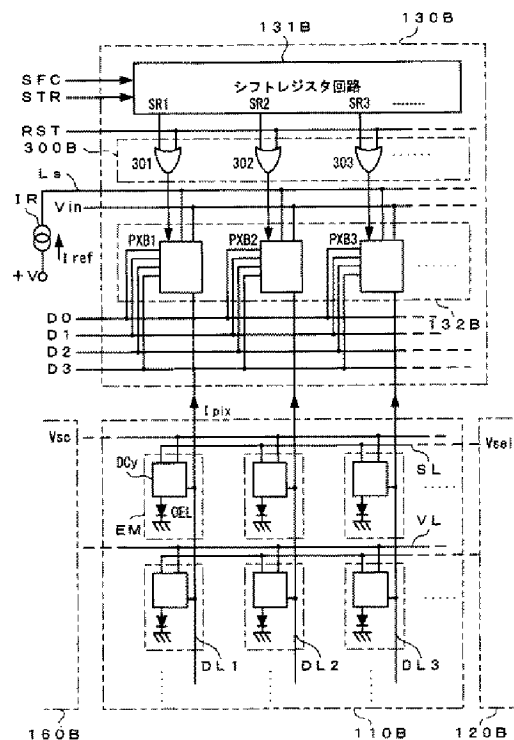 130B
131B
SFC
STR
シフトレジスタ回路
SR1
SR2
SR3
RST
300B
301
302
303
Ls
IR
Vin
Iref
+V
PXB1
PXB2
PXB3
D0
D1
D2
D3
132B
Ipix
Vsc
Vsel
DCy
SL
EM
OEL
VL
DL1
DL2
DL3
160B
110B
120B